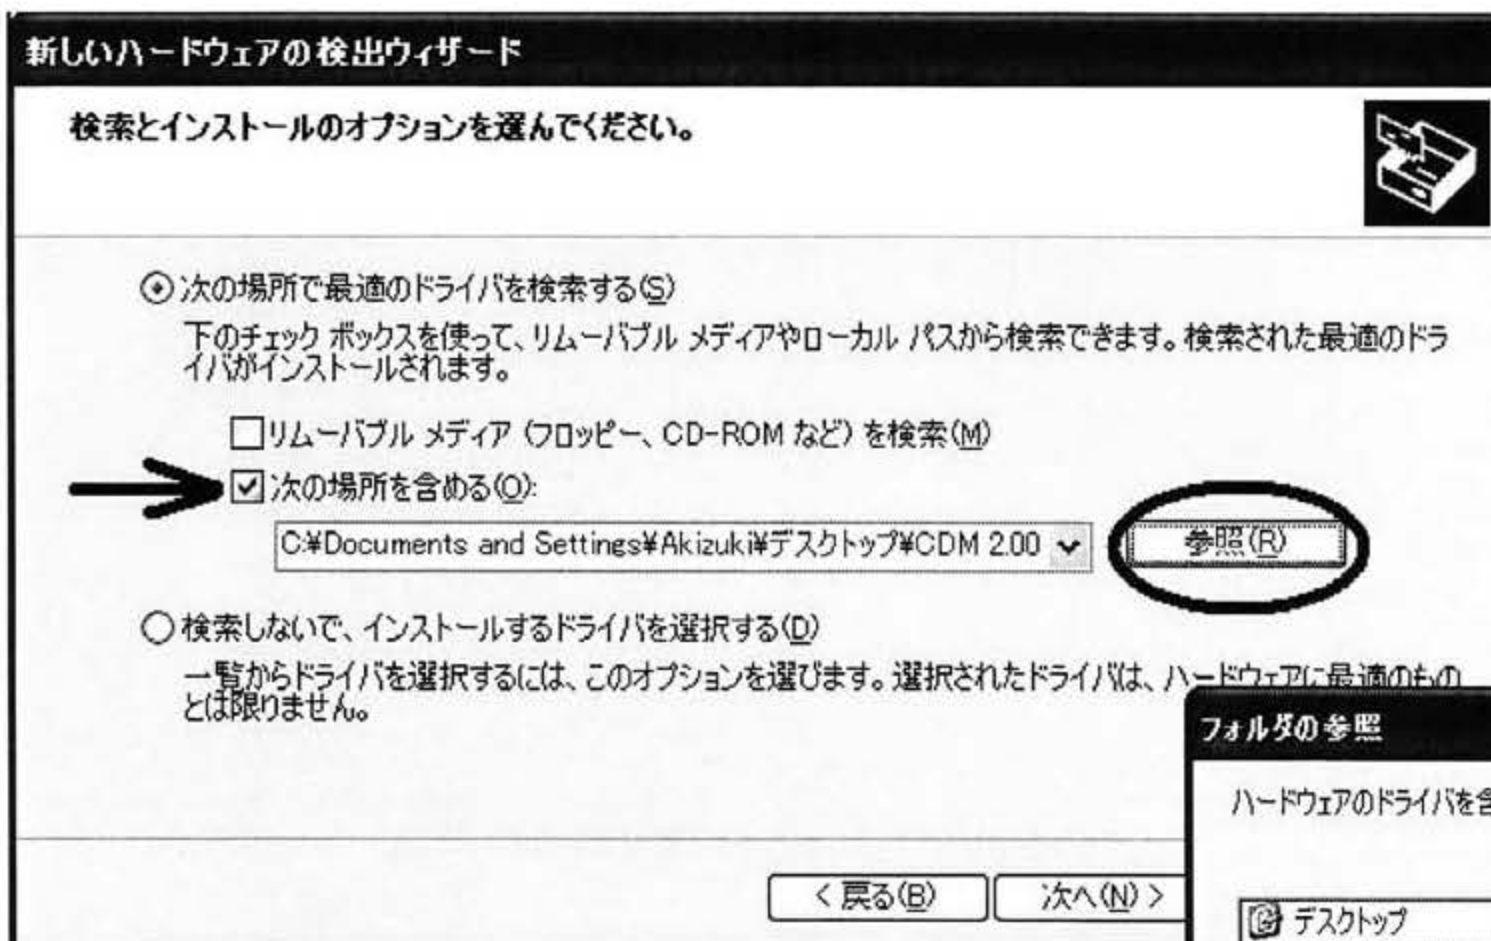 新しいハードウェアの検出ウィザード
検索とインストールのオプションを選んでください。
次の場所で最適のドライバを検索する(S)
下のチェック ボックスを使って、リムーバブル メディアやローカル パスから検索できます。検索された最適のドラ
イバがインストールされます。
リムーバブル メディア (フロッピー、CD-ROM など) を検索(M)
次の場所を含める(O):
C:¥Documents and Settings¥Akizuki¥デスクトップ¥CDM 2.00
参照(R)
検索しないで、インストールするドライバを選択する(D)
一覧からドライバを選択するには、このオプションを選びます。選択されたドライバは、ハードウェアに最適のもの
とは限りません。
フォルダの参照
ハードウェアのドライバを含
< 戻る(B)
次へ(N) >
デスクトップ